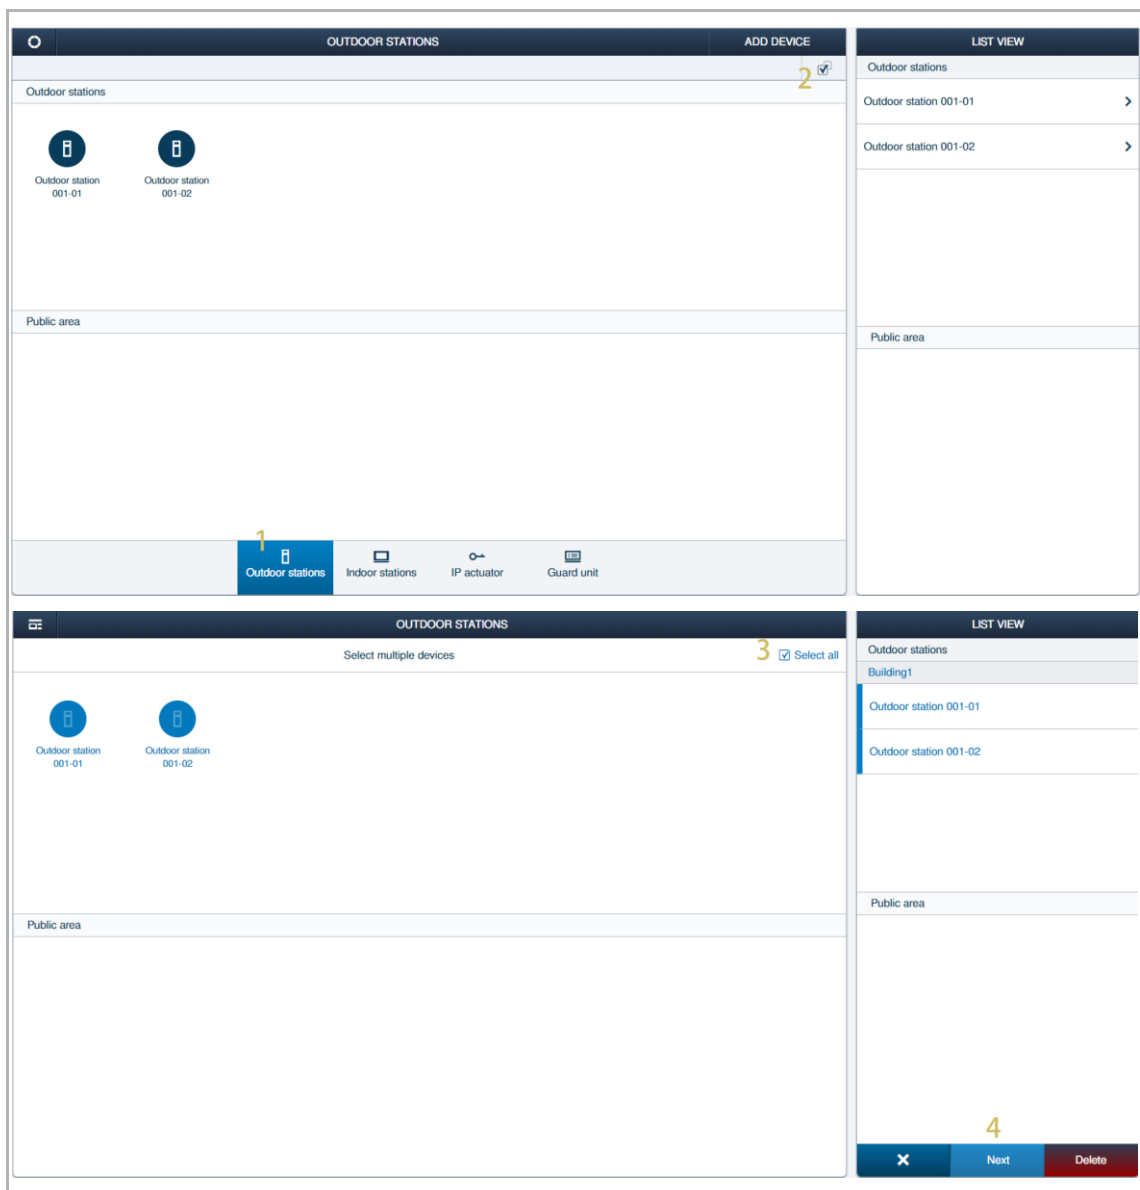 OUTDOOR STATIONS
ADD DEVICE
2
Outdoor stations
Outdoor station
001-01
Outdoor station
001-02
Public area
1
Outdoor stations
Indoor stations
IP actuator
Guard unit
LIST VIEW
Outdoor stations
Outdoor station 001-01
Outdoor station 001-02
Public area
OUTDOOR STATIONS
Select multiple devices
3
Select all
Outdoor station
001-01
Outdoor station
001-02
Public area
LIST VIEW
Outdoor stations
Building1
Outdoor station 001-01
Outdoor station 001-02
Public area
4
Next
Delete